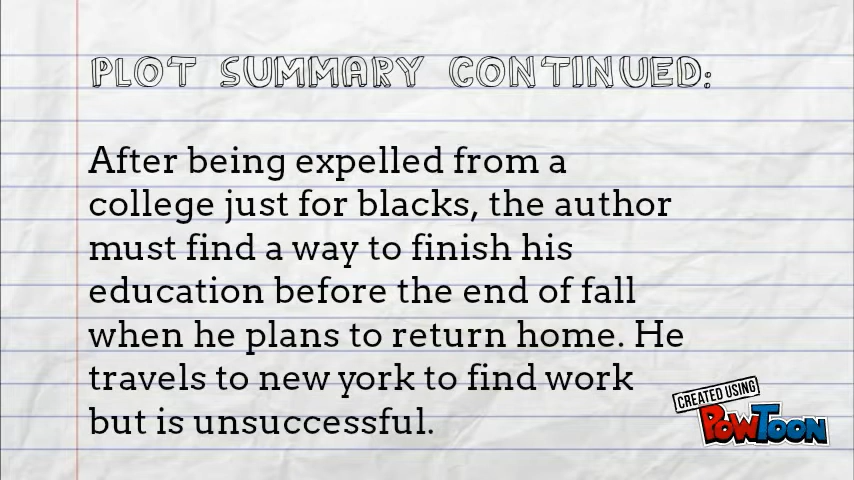 PLOT SUMMARY CONTINUED:
After being expelled from a
college just for blacks, the author
must find a way to finish his
education before the end of fall
when he plans to return home. He
travels to new york to find work
but is unsuccessful.
CREATED USING
POWTOON